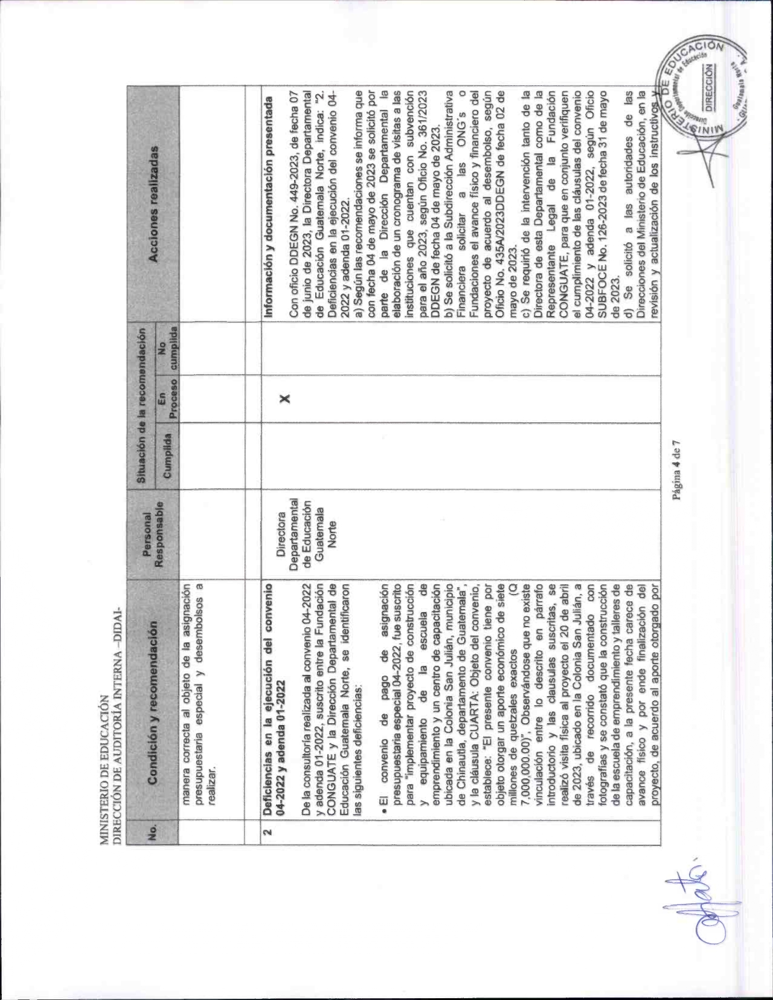 MINISTERIO DE EDUCACIÓN
DIRECCIÓN DE AUDITORÍA INTERNA –DIDAI-
No.
Condición y recomendación
Personal
Responsable
Situación de la recomendación
Cumplida
En
Proceso
No
cumplida
Acciones realizadas
manera correcta al objeto de la asignación
presupuestaria especial y desembolsos a
realizar.
2
Deficiencias en la ejecución del convenio
04-2022 y adenda 01-2022
De la consultoría realizada al convenio 04-2022
y adenda 01-2022, suscrito entre la Fundación
CONGUATE y la Dirección Departamental de
Educación Guatemala Norte, se identificaron
las siguientes deficiencias:
• El convenio de pago de asignación
presupuestaria especial 04-2022, fue suscrito
para "implementar proyecto de construcción
y equipamiento de la escuela de
emprendimiento y un centro de capacitación
ubicada en la Colonia San Julián, municipio
de Chinautla, departamento de Guatemala",
y la cláusula CUARTA: Objeto del convenio,
establece: "El presente convenio tiene por
objeto otorgar un aporte económico de siete
millones de quetzales exactos (Q
7,000,000.00)", Observándose que no existe
vinculación entre lo descrito en párrafo
introductorio y las clausulas suscritas, se
realizó visita física al proyecto el 20 de abril
de 2023, ubicado en la Colonia San Julián, a
través de recorrido documentado con
fotografías y se constató que la construcción
de la escuela de emprendimiento y talleres de
capacitación, a la presente fecha carece de
avance físico y por ende finalización del
proyecto, de acuerdo al aporte otorgado por
Directora
Departamental
de Educación
Guatemala
Norte
X
Información y documentación presentada
Con oficio DDEGN No. 449-2023, de fecha 07
de junio de 2023, la Directora Departamental
de Educación Guatemala Norte, indica: "2.
Deficiencias en la ejecución del convenio 04-
2022 y adenda 01-2022.
a) Según las recomendaciones se informa que
con fecha 04 de mayo de 2023 se solicitó por
parte de la Dirección Departamental la
elaboración de un cronograma de visitas a las
instituciones que cuentan con subvención
para el año 2023, según Oficio No. 361/2023
DDEGN de fecha 04 de mayo de 2023.
b) Se solicitó a la Subdirección Administrativa
Financiera solicitar a las ONG´s o
Fundaciones el avance físico y financiero del
proyecto de acuerdo al desembolso, según
Oficio No. 435A/2023DDEGN de fecha 02 de
mayo de 2023.
c) Se requirió de la intervención tanto de la
Directora de esta Departamental como de la
Representante Legal de la Fundación
CONGUATE, para que en conjunto verifiquen
el cumplimiento de las cláusulas del convenio
04-2022 y adenda 01-2022, según Oficio
SUBFOCE No. 126-2023 de fecha 31 de mayo
de 2023.
d) Se solicitó a las autoridades de las
Direcciones del Ministerio de Educación, en la
revisión y actualización de los instructivos y
MINISTERIO DE EDUCACIÓN
Dirección Departamental de Educación
DIRECCIÓN
Guatemala Norte
Página 4 de 7